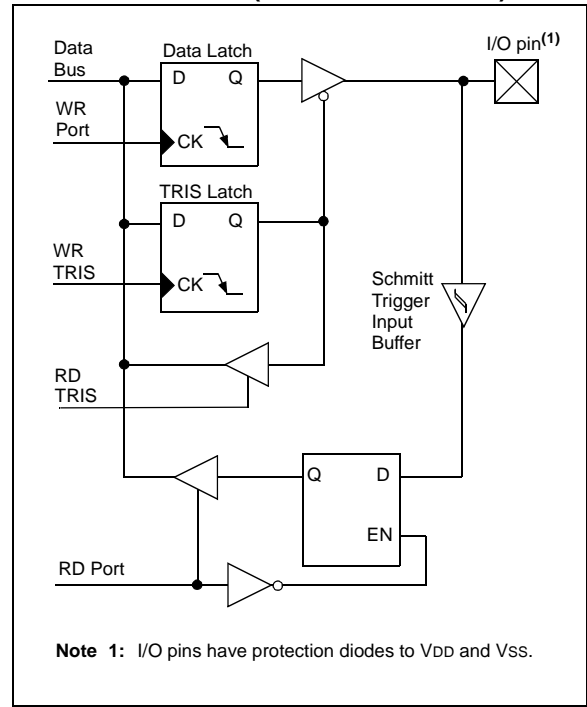 Data
Bus
Data Latch
I/O pin(1)
D Q
WR
Port
CK
TRIS Latch
D Q
WR
TRIS
CK
Schmitt
Trigger
Input
Buffer
RD
TRIS
Q D
EN
RD Port
Note 1: I/O pins have protection diodes to VDD and VSS.